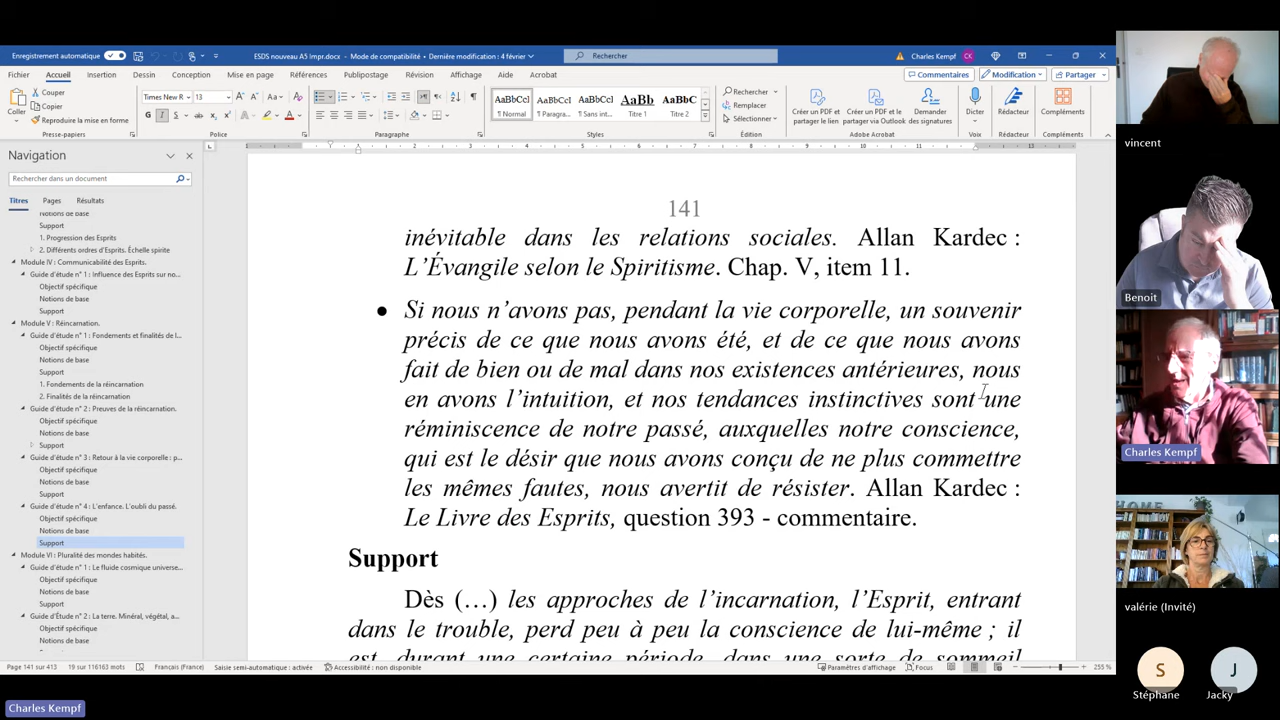 Enregistrement automatique
ESDS nouveau A5 Impr.docx • Mode de compatibilité • Dernière modification : 4 février
Rechercher
Charles Kempf
CK
Fichier
Accueil
Insertion
Dessin
Conception
Mise en page
Références
Publipostage
Révision
Affichage
Acrobat
Commentaires
Modification
Partager
Coller
Couper
Copier
Reproduire la mise en forme
Presse-papiers
Times New R
13
Police
Paragraphe
AaBbCcI
¶ Normal
AaBbCcI
¶ Paragra...
AaBbCcI
¶ Sans int...
AaBb
Titre 1
AaBbC
Titre 2
Styles
Rechercher
Remplacer
Sélectionner
Édition
Créer un PDF et partager le lien
Créer un PDF et partager via Outlook
Demander des signatures
Adobe Acrobat
Dicter
Voix
Rédacteur
Rédacteur
Compléments
Compléments
Navigation
Rechercher dans un document
Titres
Pages
Résultats
Notions de base
Support
1. Progression des Esprits
2. Différents ordres d'Esprits. Échelle spirite
Module IV : Communicabilité des Esprits.
Guide d'étude n° 1 : Influence des Esprits sur no...
Objectif spécifique
Notions de base
Support
Module V : Réincarnation.
Guide d'étude n° 1 : Fondements et finalités de l...
Objectif spécifique
Notions de base
Support
1. Fondements de la réincarnation
2. Finalités de la réincarnation
Guide d'étude n° 2 : Preuves de la réincarnation.
Objectif spécifique
Notions de base
Support
Guide d'étude n° 3 : Retour à la vie corporelle : p...
Objectif spécifique
Notions de base
Support
Guide d'étude n° 4 : L'enfance. L'oubli du passé.
Objectif spécifique
Notions de base
Support
Module VI : Pluralité des mondes habités.
Guide d'étude n° 1 : Le fluide cosmique universe...
Objectif spécifique
Notions de base
Support
Guide d'Étude n° 2 : La terre. Minéral, végétal, a...
Objectif spécifique
Notions de base
141
inévitable dans les relations sociales. Allan Kardec :
L'Évangile selon le Spiritisme. Chap. V, item 11.
• Si nous n'avons pas, pendant la vie corporelle, un souvenir
précis de ce que nous avons été, et de ce que nous avons
fait de bien ou de mal dans nos existences antérieures, nous
en avons l'intuition, et nos tendances instinctives sont une
réminiscence de notre passé, auxquelles notre conscience,
qui est le désir que nous avons conçu de ne plus commettre
les mêmes fautes, nous avertit de résister. Allan Kardec :
Le Livre des Esprits, question 393 - commentaire.
Support
Dès (…) les approches de l'incarnation, l'Esprit, entrant
dans le trouble, perd peu à peu la conscience de lui-même ; il
est, durant une certaine période, dans une sorte de sommeil
Page 141 sur 413
19 sur 116163 mots
Français (France)
Saisie semi-automatique : activée
Accessibilité : non disponible
Paramètres d'affichage
Focus
255 %
vincent
Benoit
Charles Kempf
valérie (Invité)
S
Stéphane
J
Jacky
Charles Kempf